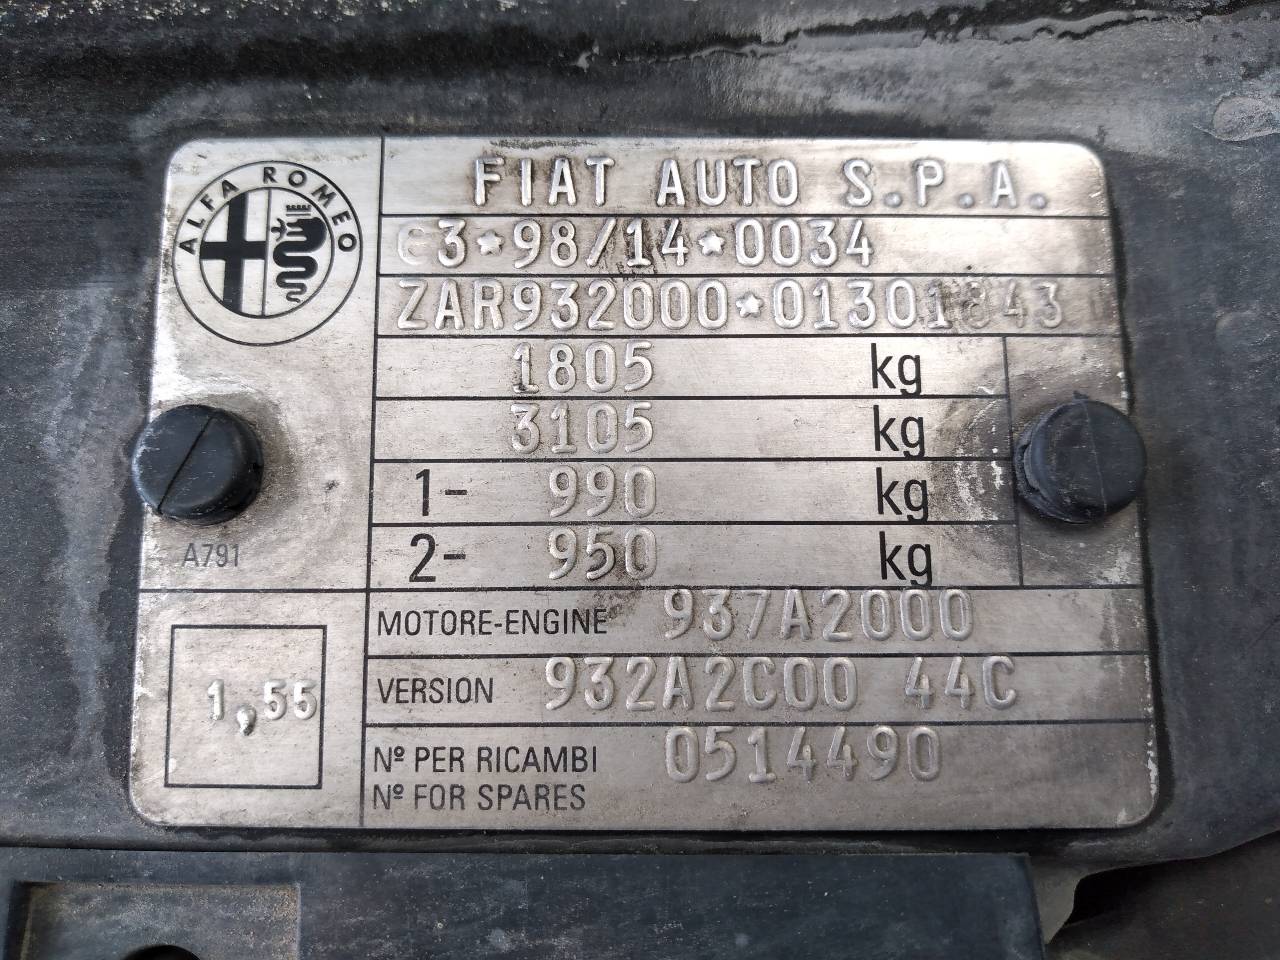 ALFA ROMEO
FIAT AUTO S.P.A.
e3*98/14*0034
ZAR932000*01301843
1805 kg
3105 kg
1- 990 kg
2- 950 kg
A791
MOTORE-ENGINE 937A2000
1,55
VERSION 932A2C00 44C
Nº PER RICAMBI 0514490
Nº FOR SPARES